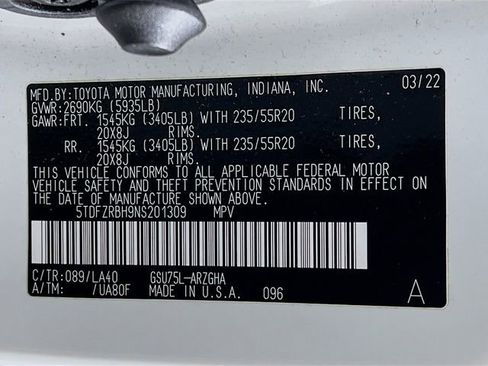 MFD.BY:TOYOTA MOTOR MANUFACTURING, INDIANA, INC. 03/22
GVWR:2690KG (5935LB)
GAWR:FRT. 1545KG (3405LB) WITH 235/55R20 TIRES,
20X8J RIMS.
RR. 1545KG (3405LB) WITH 235/55R20 TIRES,
20X8J RIMS.
THIS VEHICLE CONFORMS TO ALL APPLICABLE FEDERAL MOTOR
VEHICLE SAFETY AND THEFT PREVENTION STANDARDS IN EFFECT
ON THE DATE OF MANUFACTURE SHOWN ABOVE.
5TDFZRBH9NS201309 MPV
C/TR:089/LA40 GSU75L-ARZGHA
A/TM: /UA80F MADE IN U.S.A. 096 A